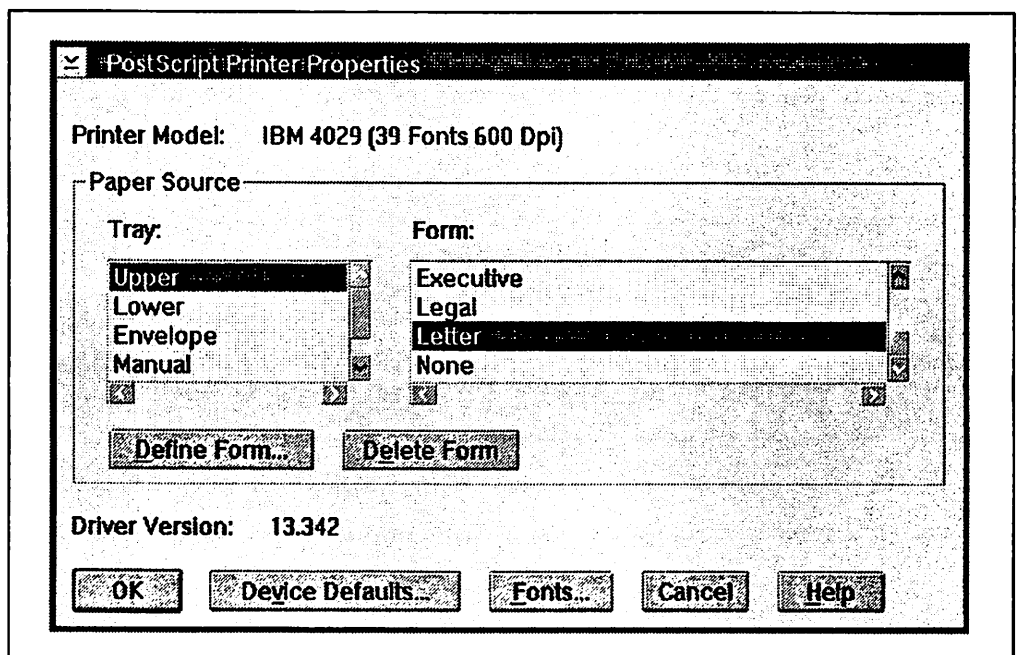 PostScript Printer Properties
Printer Model: IBM 4029 (39 Fonts 600 Dpi)
Paper Source
Tray: Form:
Upper Executive
Lower Legal
Envelope Letter
Manual None
Define Form... Delete Form
Driver Version: 13.342
OK Device Defaults... Fonts... Cancel Help